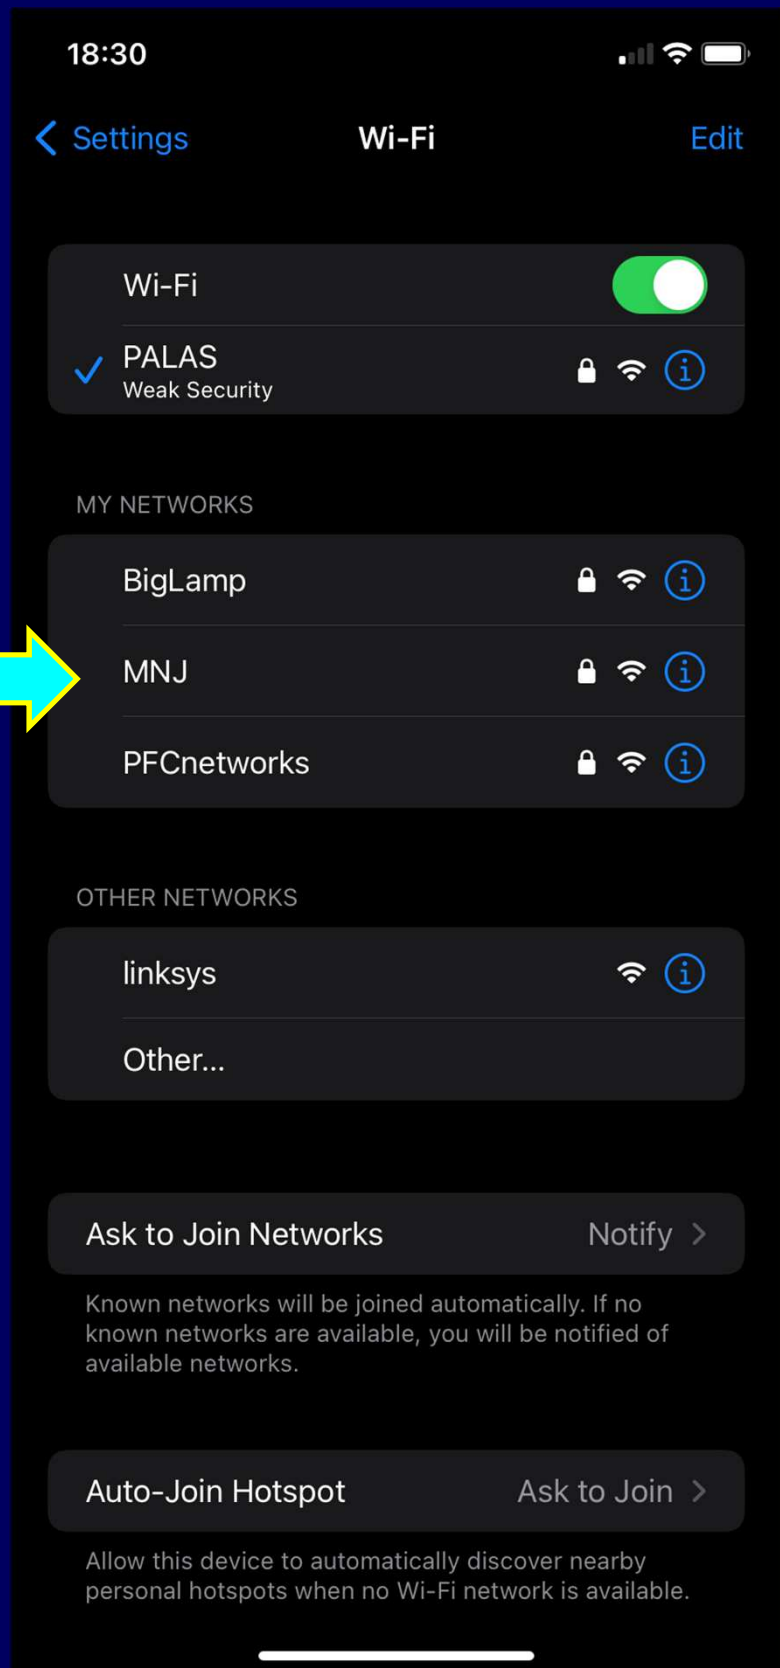 18:30
Settings
Wi-Fi
Edit
Wi-Fi
PALAS
Weak Security
MY NETWORKS
BigLamp
MNJ
PFCnetworks
OTHER NETWORKS
linksys
Other...
Ask to Join Networks
Notify
Known networks will be joined automatically. If no
known networks are available, you will be notified of
available networks.
Auto-Join Hotspot
Ask to Join
Allow this device to automatically discover nearby
personal hotspots when no Wi-Fi network is available.